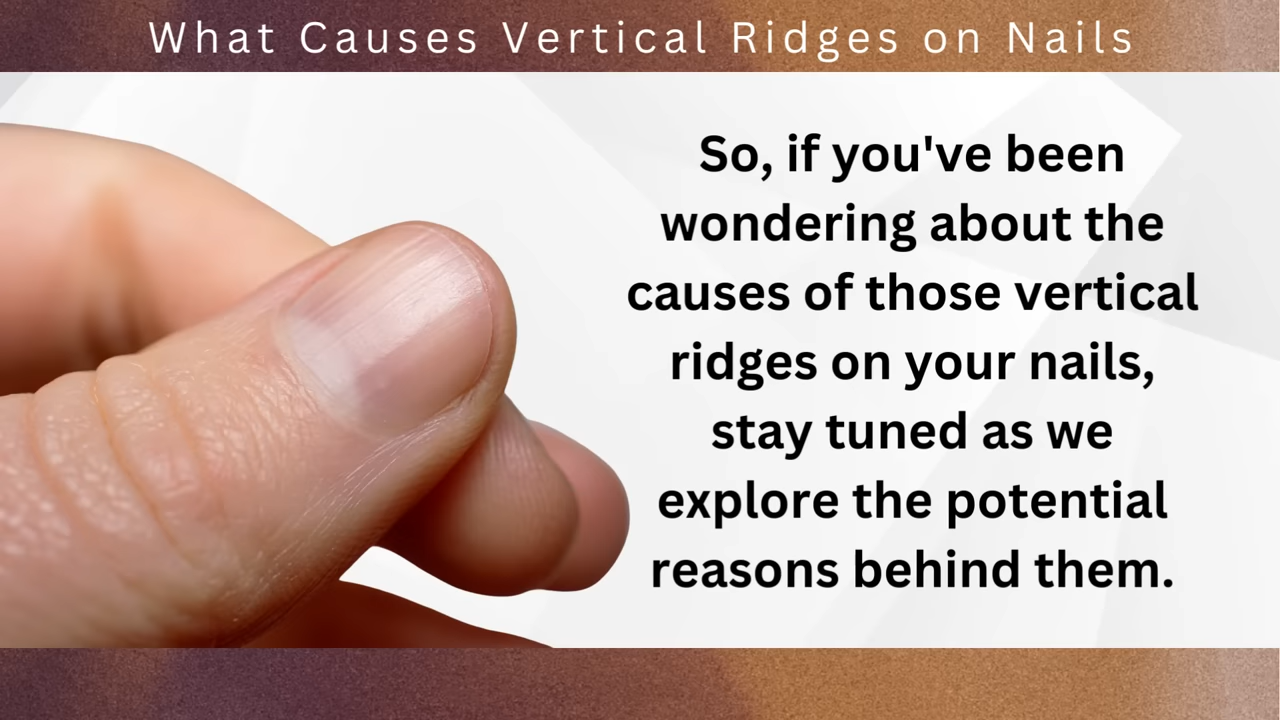 What Causes Vertical Ridges on Nails
So, if you've been
wondering about the
causes of those vertical
ridges on your nails,
stay tuned as we
explore the potential
reasons behind them.